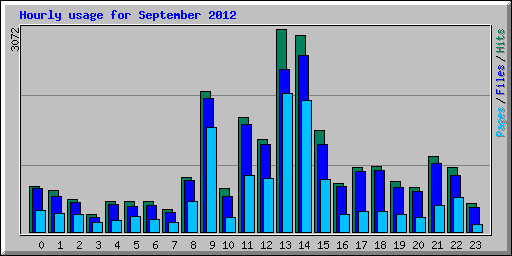 Hourly usage for September 2012
3072
Pages / Files / Hits
0 1 2 3 4 5 6 7 8 9 10 11 12 13 14 15 16 17 18 19 20 21 22 23